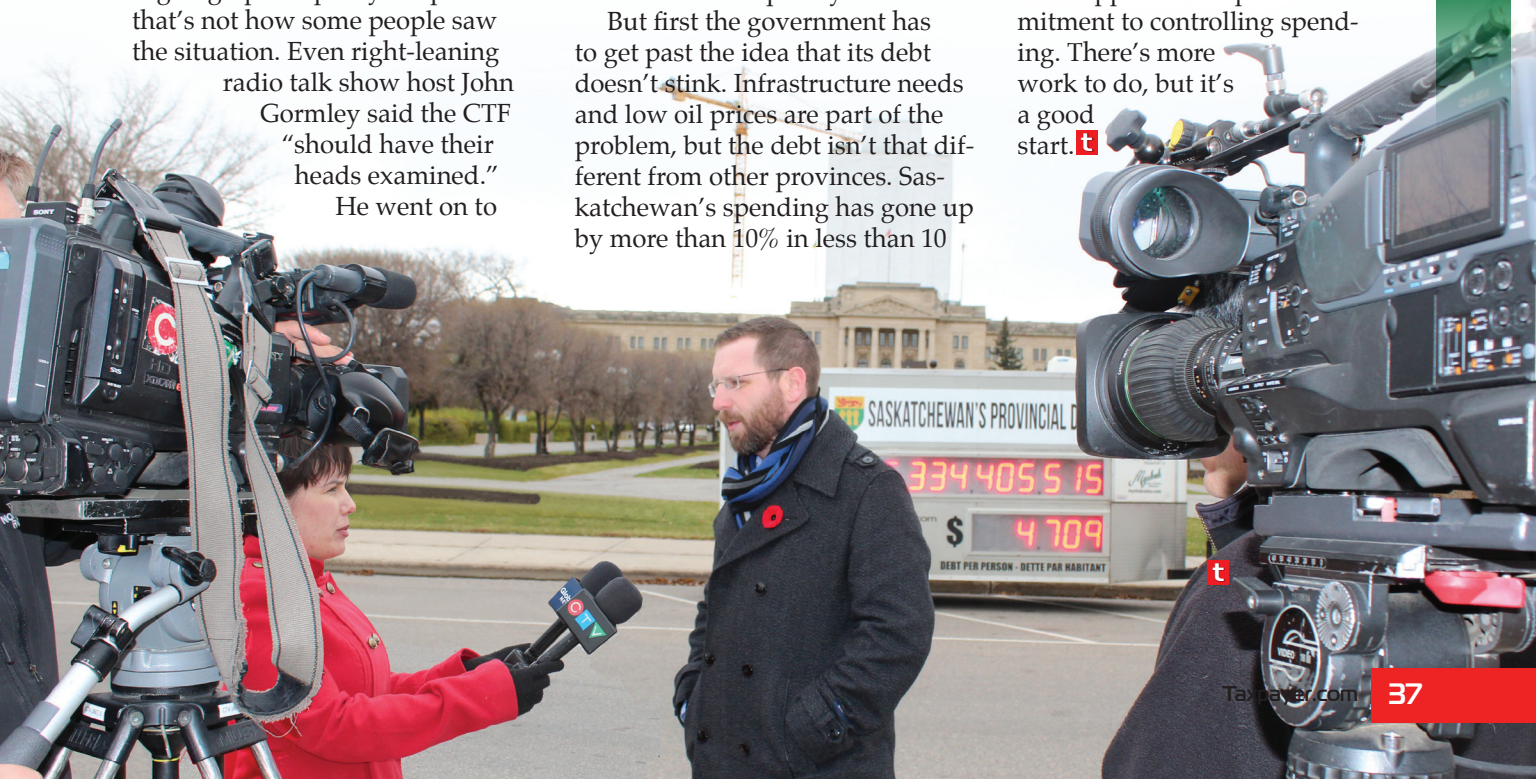 that’s not how some people saw
the situation. Even right-leaning
radio talk show host John
Gormley said the CTF
“should have their
heads examined.”
He went on to
But first the government has
to get past the idea that its debt
doesn’t stink. Infrastructure needs
and low oil prices are part of the
problem, but the debt isn’t that dif-
ferent from other provinces. Sas-
katchewan’s spending has gone up
by more than 10% in less than 10
mitment to controlling spend-
ing. There’s more
work to do, but it’s
a good
start. t
SONY
SASKATCHEWAN'S PROVINCIAL D
334405515
$ 4709
DEBT PER PERSON - DETTE PAR HABITANT
CTV
t
VIDEO
Taxpayer.com 37